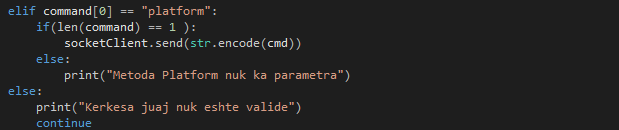 elif command[0] == "platform":
    if(len(command) == 1 ):
        socketClient.send(str.encode(cmd))
    else:
        print("Metoda Platform nuk ka parametra")
else:
    print("Kerkesa juaj nuk eshte valide")
    continue